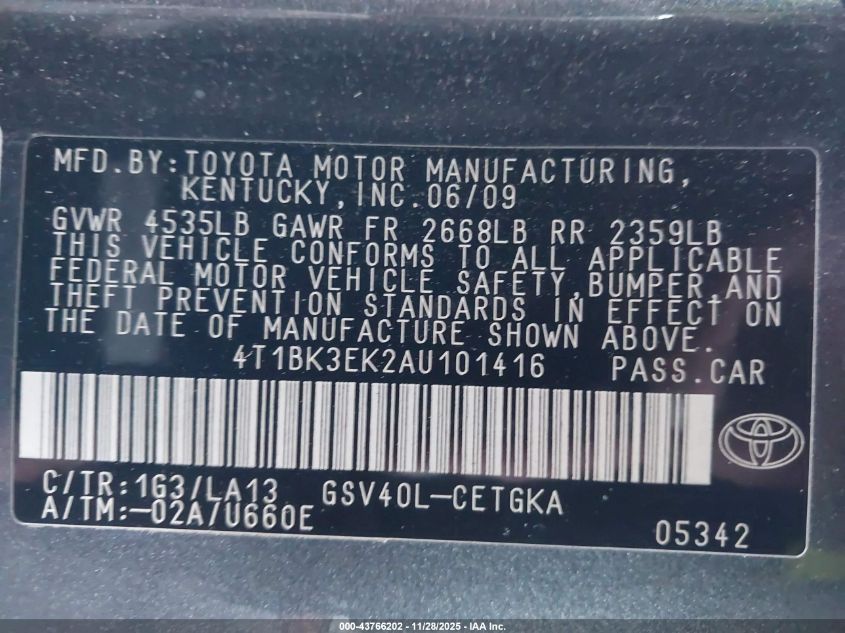 MFD.BY:TOYOTA MOTOR MANUFACTURING,
KENTUCKY,INC.06/09
GVWR 4535LB GAWR FR 2668LB RR 2359LB
THIS VEHICLE CONFORMS TO ALL APPLICABLE
FEDERAL MOTOR VEHICLE SAFETY,BUMPER AND
THEFT PREVENTION STANDARDS IN EFFECT ON
THE DATE OF MANUFACTURE SHOWN ABOVE.
4T1BK3EK2AU101416 PASS.CAR
C/TR:1G3/LA13 GSV40L-CETGKA
A/TM:-02A/U660E 05342
000-43766202 - 11/28/2025 - IAA Inc.